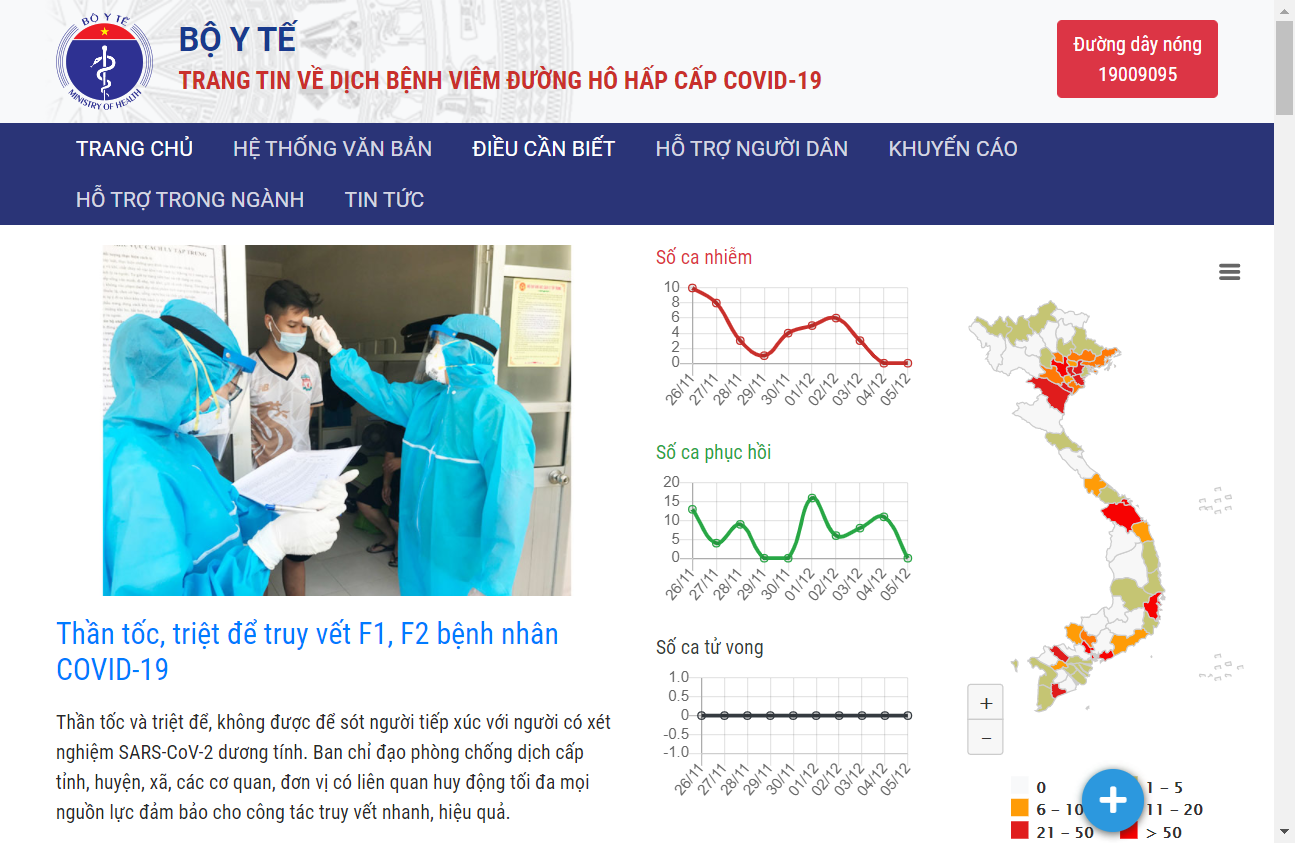 BỘ Y TẾ
MINISTRY OF HEALTH
BỘ Y TẾ
TRANG TIN VỀ DỊCH BỆNH VIÊM ĐƯỜNG HÔ HẤP CẤP COVID-19
Đường dây nóng
19009095
TRANG CHỦ HỆ THỐNG VĂN BẢN ĐIỀU CẦN BIẾT HỖ TRỢ NGƯỜI DÂN KHUYẾN CÁO
HỖ TRỢ TRONG NGÀNH TIN TỨC
Thần tốc, triệt để truy vết F1, F2 bệnh nhân
COVID-19
Thần tốc và triệt để, không được để sót người tiếp xúc với người có xét
nghiệm SARS-CoV-2 dương tính. Ban chỉ đạo phòng chống dịch cấp
tỉnh, huyện, xã, các cơ quan, đơn vị có liên quan huy động tối đa mọi
nguồn lực đảm bảo cho công tác truy vết nhanh, hiệu quả.
Số ca nhiễm
10
8
6
4
2
0
26/11 27/11 28/11 29/11 30/11 01/12 02/12 03/12 04/12 05/12
Số ca phục hồi
20
15
10
5
0
26/11 27/11 28/11 29/11 30/11 01/12 02/12 03/12 04/12 05/12
Số ca tử vong
1.0
0.5
0
-0.5
-1.0
26/11 27/11 28/11 29/11 30/11 01/12 02/12 03/12 04/12 05/12
+
−
0 1 – 5
6 – 10 11 – 20
21 – 50 > 50